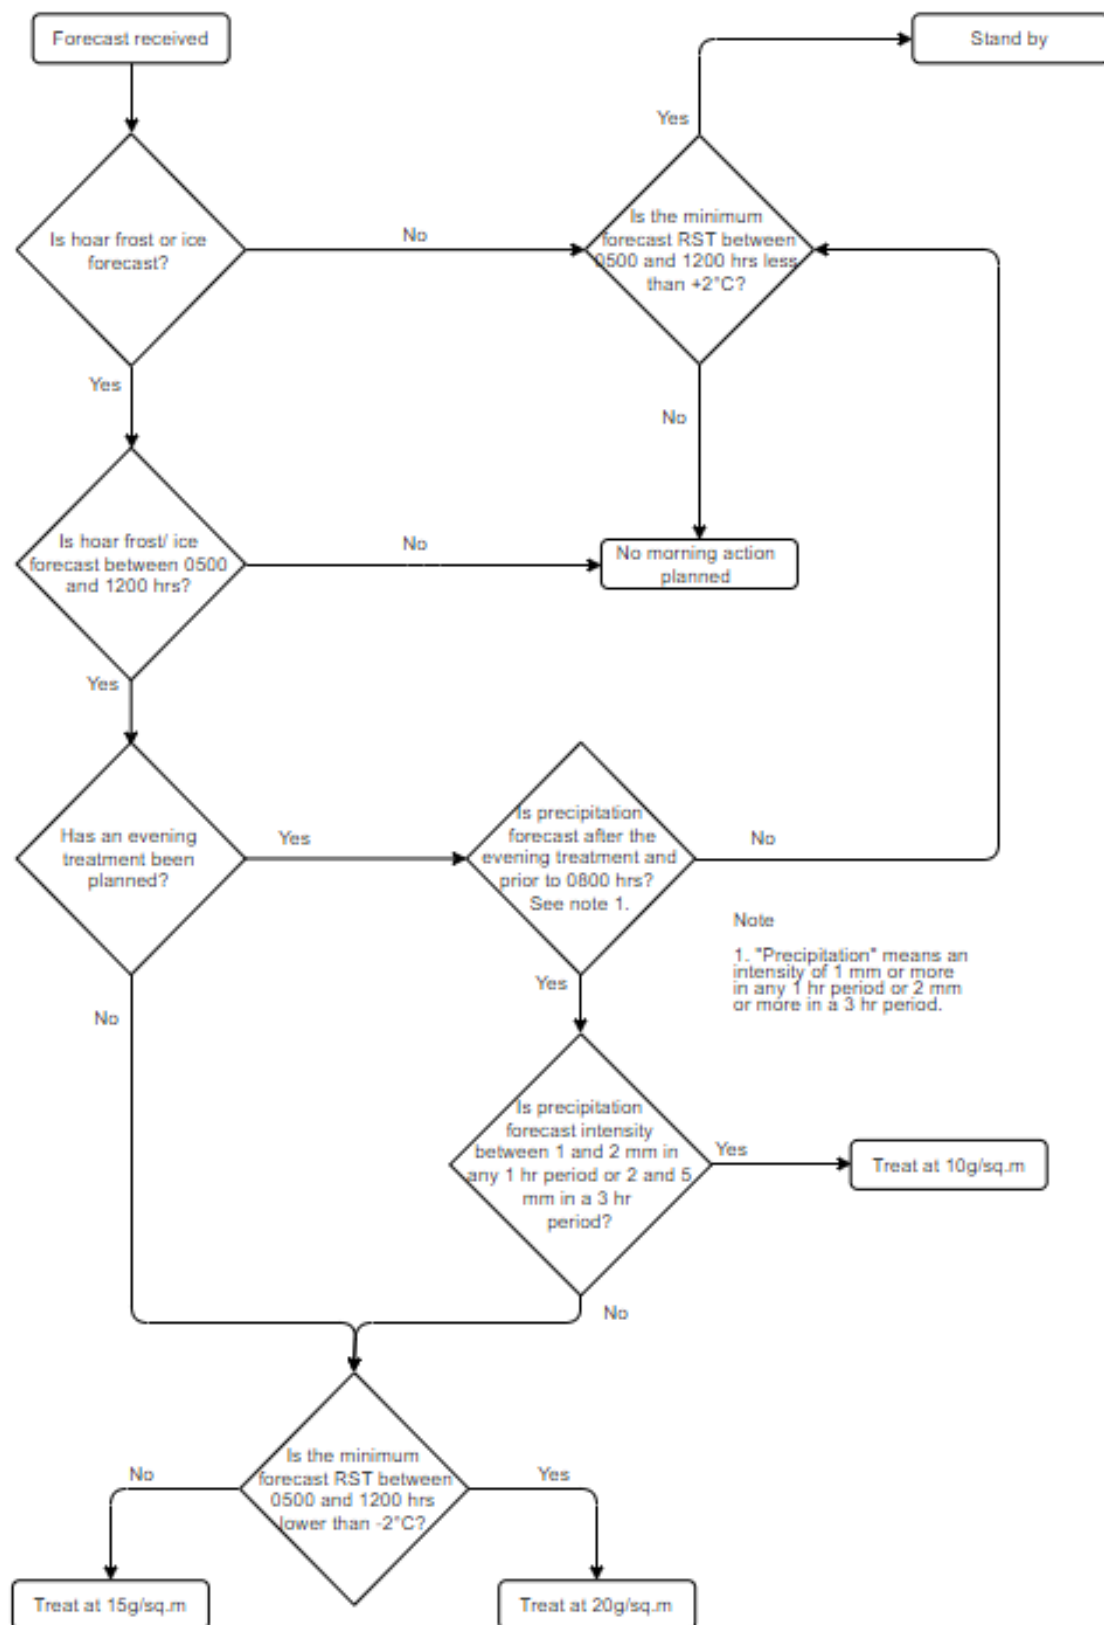 Forecast received
Stand by
Yes
Is the minimum
forecast RST between
0500 and 1200 hrs less
than +2°C?
Is hoar frost or ice
forecast?
No
Yes
No
Is hoar frost/ ice
forecast between 0500
and 1200 hrs?
No
No morning action
planned
Yes
Has an evening
treatment been
planned?
Yes
Is precipitation
forecast after the
evening treatment and
prior to 0800 hrs?
See note 1.
No
Note
1. "Precipitation" means an
intensity of 1 mm or more
in any 1 hr period or 2 mm
or more in a 3 hr period.
Yes
No
Is precipitation
forecast intensity
between 1 and 2 mm in
any 1 hr period or 2 and 5
mm in a 3 hr
period?
Yes
Treat at 10g/sq.m
No
Is the minimum
forecast RST between
0500 and 1200 hrs
lower than -2°C?
No
Yes
Treat at 15g/sq.m
Treat at 20g/sq.m